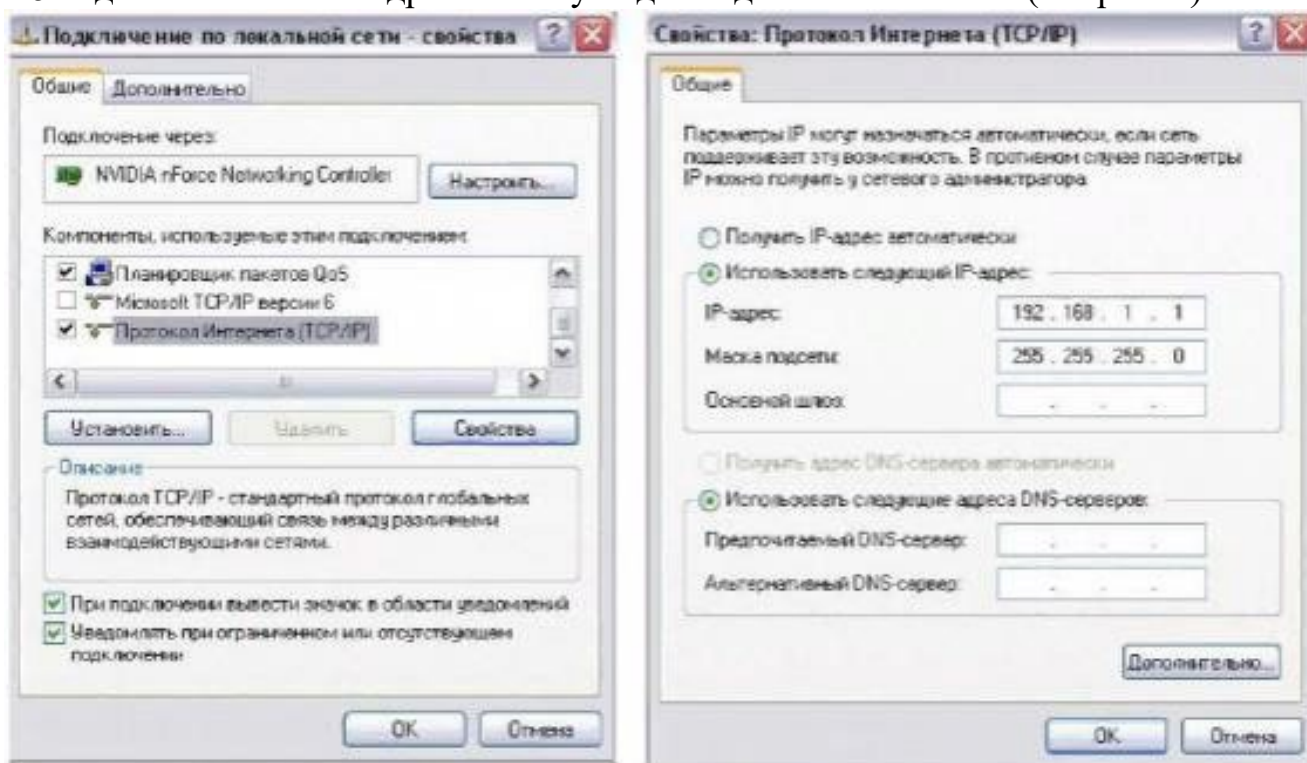 Подключение по локальной сети - свойства
Общие Дополнительно
Подключение через:
NVIDIA nForce Networking Controller Настроить...
Компоненты, используемые этим подключением:
Планировщик пакетов QoS
Microsoft TCP/IP версии 6
Протокол Интернета (TCP/IP)
Установить... Удалить Свойства
Описание
Протокол TCP/IP - стандартный протокол глобальных
сетей, обеспечивающий связь между различными
взаимодействующими сетями.
При подключении вывести значок в области уведомлений
Уведомлять при ограниченном или отсутствующем
подключении
OK Отмена
Свойства: Протокол Интернета (TCP/IP)
Общие
Параметры IP могут назначаться автоматически, если сеть
поддерживает эту возможность. В противном случае параметры
IP можно получить у сетевого администратора.
Получить IP-адрес автоматически
Использовать следующий IP-адрес:
IP-адрес: 192 . 168 . 1 . 1
Маска подсети: 255 . 255 . 255 . 0
Основной шлюз: . . .
Получить адрес DNS-сервера автоматически
Использовать следующие адреса DNS-серверов:
Предпочитаемый DNS-сервер: . . .
Альтернативный DNS-сервер: . . .
Дополнительно...
OK Отмена